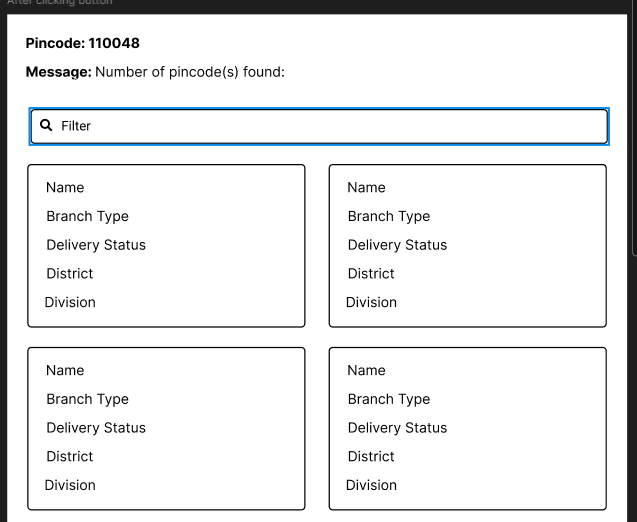 After clicking button
Pincode: 110048
Message: Number of pincode(s) found:
Filter
Name
Branch Type
Delivery Status
District
Division
Name
Branch Type
Delivery Status
District
Division
Name
Branch Type
Delivery Status
District
Division
Name
Branch Type
Delivery Status
District
Division